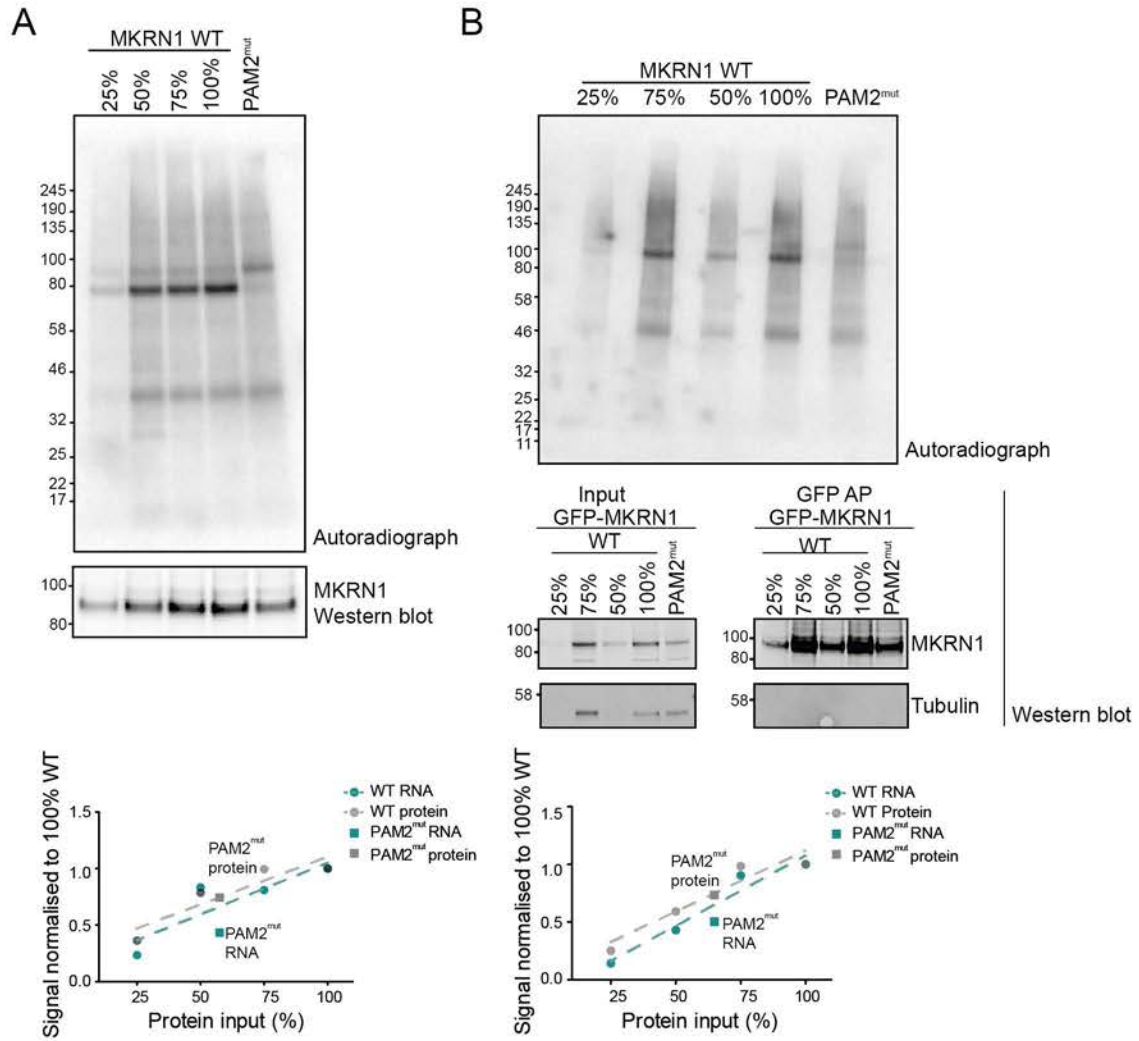 A
MKRN1 WT
25%
50%
75%
100%
PAM2mut
245
190
135
100
80
58
46
32
25
22
17
Autoradiograph
100
80
MKRN1
Western blot
Signal normalised to 100% WT
1.5
1.0
0.5
0.0
25
50
75
100
Protein input (%)
PAM2mut
protein
PAM2mut
RNA
WT RNA
WT protein
PAM2mut RNA
PAM2mut protein
B
MKRN1 WT
25% 75% 50% 100% PAM2mut
245
190
135
100
80
58
46
32
25
22
17
11
Autoradiograph
Input
GFP-MKRN1
WT
25%
75%
50%
100%
PAM2mut
100
80
58
GFP AP
GFP-MKRN1
WT
25%
75%
50%
100%
PAM2mut
100
80
MKRN1
58
Tubulin
Western blot
Signal normalised to 100% WT
1.5
1.0
0.5
0.0
25
50
75
100
Protein input (%)
PAM2mut
protein
PAM2mut
RNA
WT RNA
WT Protein
PAM2mut RNA
PAM2mut protein